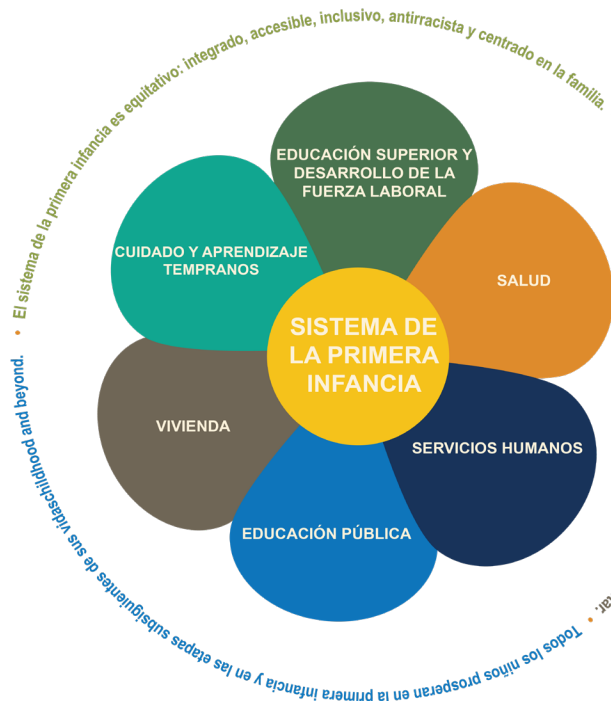 El sistema de la primera infancia es equitativo: integrado, accesible, inclusivo, antirracista y centrado en la familia.
EDUCACIÓN SUPERIOR Y
DESARROLLO DE LA
FUERZA LABORAL
CUIDADO Y APRENDIZAJE
TEMPRANOS
SALUD
SISTEMA DE
LA PRIMERA
INFANCIA
VIVIENDA
SERVICIOS HUMANOS
EDUCACIÓN PÚBLICA
• Todos los niños prosperan en la primera infancia y en las etapas subsiguientes de sus vidaschildhood and beyond. •